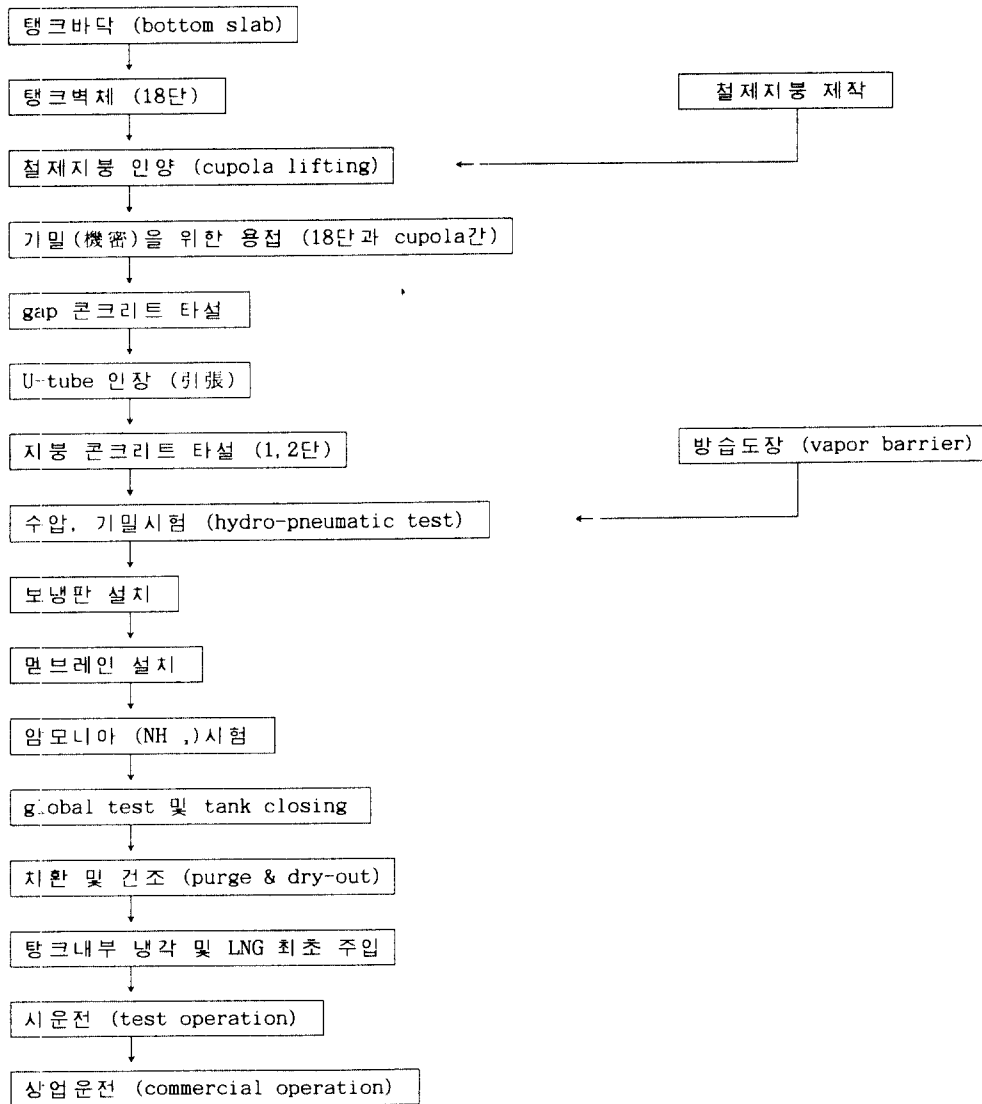 탱크바닥 (bottom slab)
탱크벽체 (18단)
철제지붕 제작
철제지붕 인양 (cupola lifting)
기밀(機密)을 위한 용접 (18단과 cupola간)
gap 콘크리트 타설
U-tube 인장 (引張)
지붕 콘크리트 타설 (1,2단)
방습도장 (vapor barrier)
수압, 기밀시험 (hydro-pneumatic test)
보냉판 설치
멤브레인 설치
암모니아 (NH ,)시험
global test 및 tank closing
치환 및 건조 (purge & dry-out)
탕크내부 냉각 및 LNG 최초 주입
시운전 (test operation)
상업운전 (commercial operation)